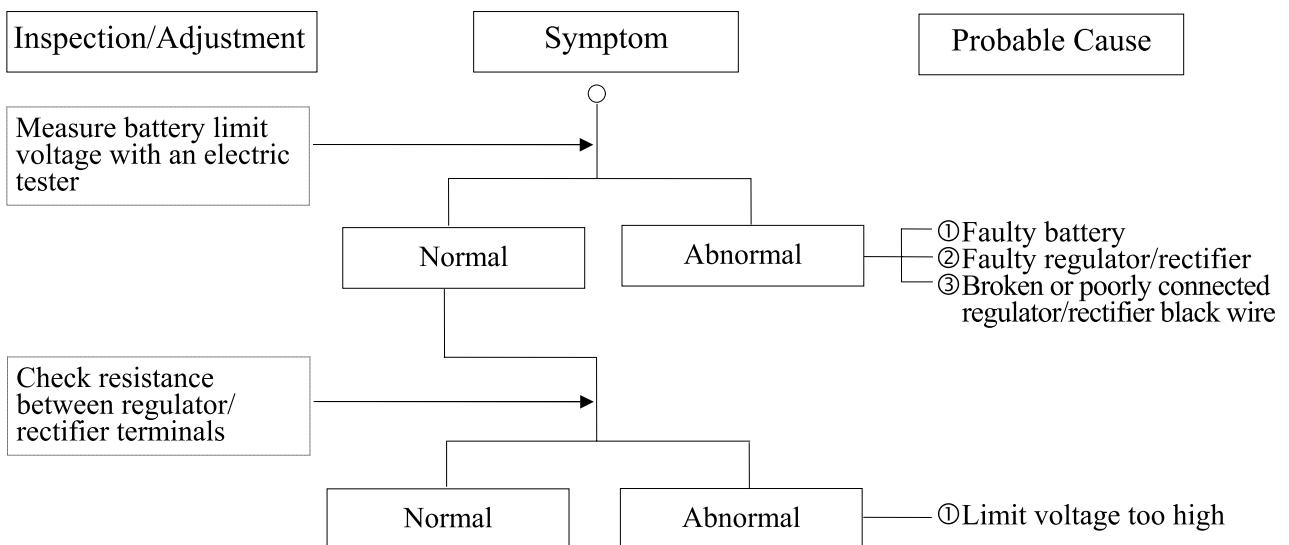 Inspection/Adjustment
Symptom
Probable Cause
Measure battery limit
voltage with an electric
tester
Normal
Abnormal
①Faulty battery
②Faulty regulator/rectifier
③Broken or poorly connected
regulator/rectifier black wire
Check resistance
between regulator/
rectifier terminals
Normal
Abnormal
①Limit voltage too high